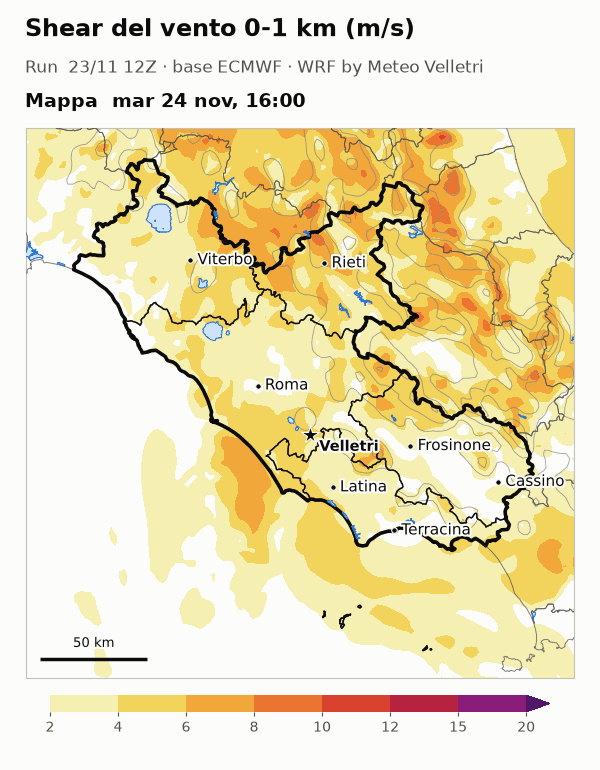 Shear del vento 0-1 km (m/s)
Run 23/11 12Z · base ECMWF · WRF by Meteo Velletri
Mappa mar 24 nov, 16:00
Viterbo
Rieti
Roma
Velletri
Frosinone
Cassino
Latina
Terracina
50 km
2 4 6 8 10 12 15 20